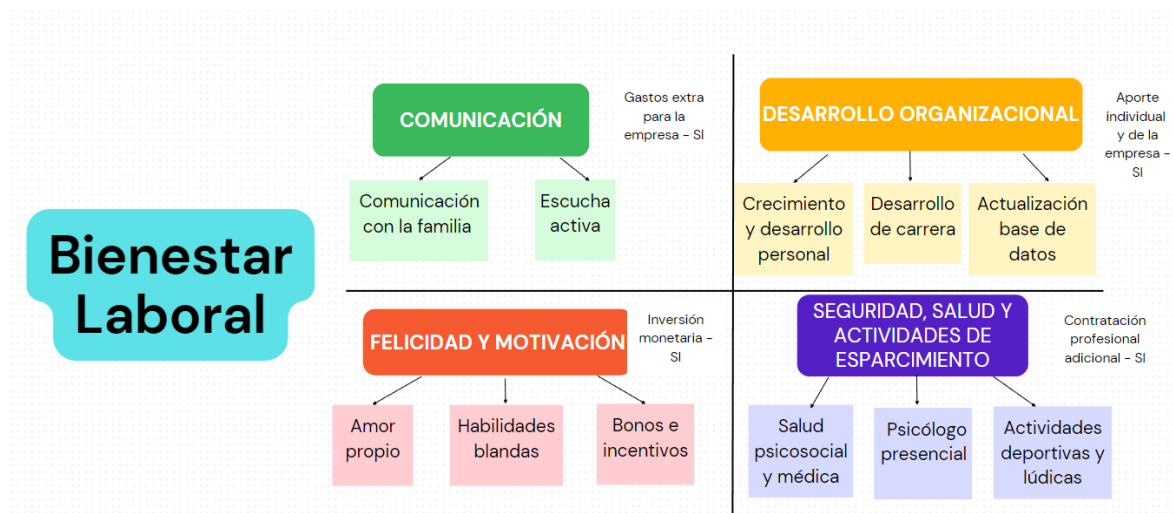 Bienestar
Laboral
COMUNICACIÓN
Gastos extra
para la
empresa - SI
Comunicación
con la familia
Escucha
activa
DESARROLLO ORGANIZACIONAL
Aporte
individual
y de la
empresa -
SI
Crecimiento
y desarrollo
personal
Desarrollo
de carrera
Actualización
base de
datos
FELICIDAD Y MOTIVACIÓN
Inversión
monetaria -
SI
Amor
propio
Habilidades
blandas
Bonos e
incentivos
SEGURIDAD, SALUD Y
ACTIVIDADES DE
ESPARCIMIENTO
Contratación
profesional
adicional - SI
Salud
psicosocial
y médica
Psicólogo
presencial
Actividades
deportivas y
lúdicas